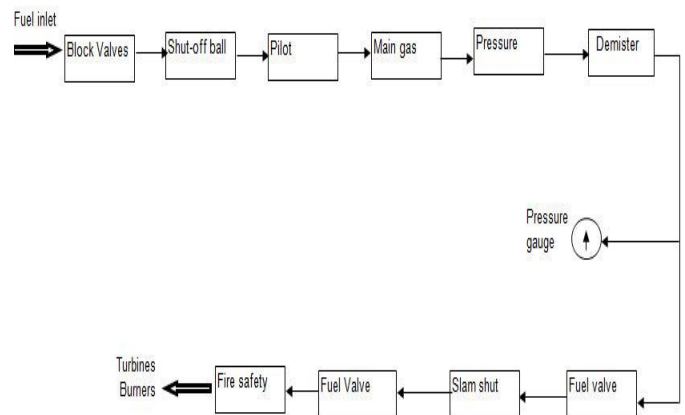 Fuel inlet
Block Valves
Shut-off ball
Pilot
Main gas
Pressure
Demister
Pressure
gauge
Turbines
Burners
Fire safety
Fuel Valve
Slam shut
Fuel valve